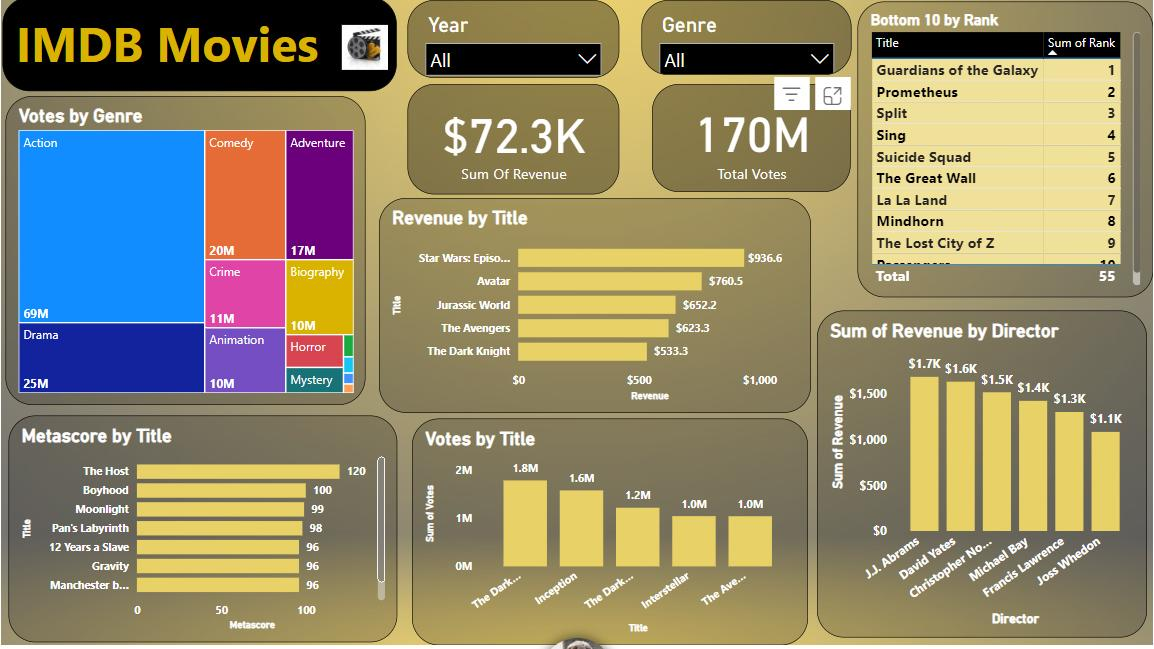 IMDB Movies
Year
All
Genre
All
Bottom 10 by Rank
Title Sum of Rank
Guardians of the Galaxy 1
Prometheus 2
Split 3
Sing 4
Suicide Squad 5
The Great Wall 6
La La Land 7
Mindhorn 8
The Lost City of Z 9
Passengers 10
Total 55
$72.3K
Sum Of Revenue
170M
Total Votes
Votes by Genre
Action
69M
Drama
25M
Comedy
20M
Crime
11M
Animation
10M
Adventure
17M
Biography
10M
Horror
Mystery
Revenue by Title
Title
Star Wars: Episo... $936.6
Avatar $760.5
Jurassic World $652.2
The Avengers $623.3
The Dark Knight $533.3
$0 $500 $1,000
Revenue
Sum of Revenue by Director
Sum of Revenue
$1,500
$1,000
$500
$0
$1.7K $1.6K $1.5K $1.4K $1.3K $1.1K
J.J. Abrams David Yates Christopher No... Michael Bay Francis Lawrence Joss Whedon
Director
Metascore by Title
Title
The Host 120
Boyhood 100
Moonlight 99
Pan's Labyrinth 98
12 Years a Slave 96
Gravity 96
Manchester b... 96
0 50 100
Metascore
Votes by Title
Sum of Votes
2M
1M
0M
1.8M 1.6M 1.2M 1.0M 1.0M
The Dark... Inception The Dark... Interstellar The Ave...
Title